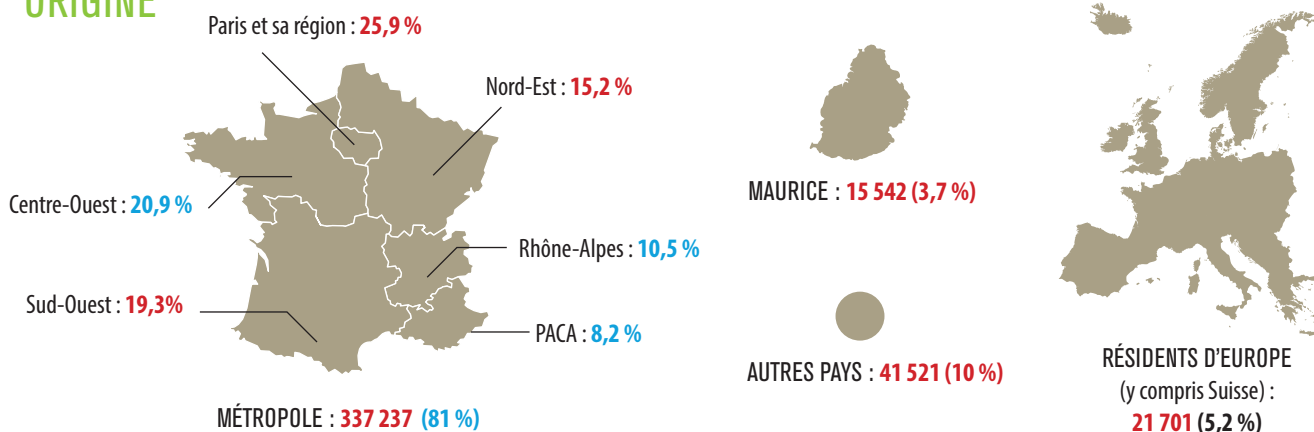 ORIGINE
Paris et sa région : 25,9 %
Nord-Est : 15,2 %
Centre-Ouest : 20,9 %
Rhône-Alpes : 10,5 %
Sud-Ouest : 19,3%
PACA : 8,2 %
MÉTROPOLE : 337 237 (81 %)
MAURICE : 15 542 (3,7 %)
AUTRES PAYS : 41 521 (10 %)
RÉSIDENTS D'EUROPE
(y compris Suisse) :
21 701 (5,2 %)